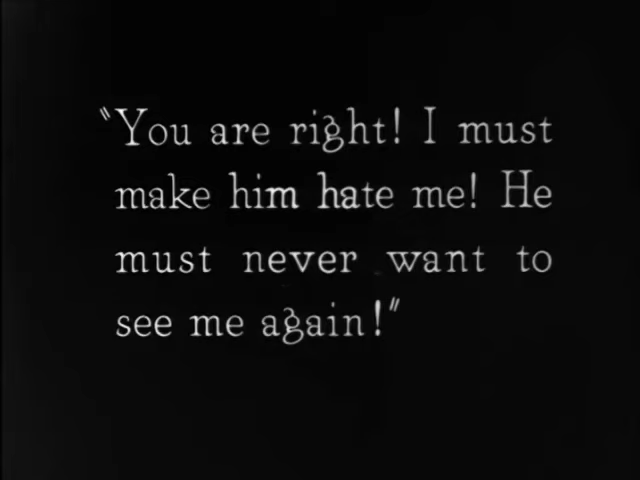 "You are right! I must
make him hate me! He
must never want to
see me again!"